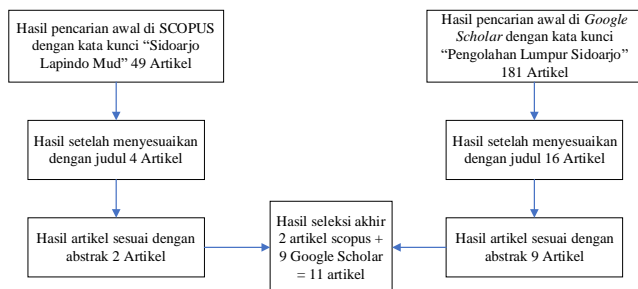 Hasil pencarian awal di SCOPUS
dengan kata kunci “Sidoarjo
Lapindo Mud” 49 Artikel
Hasil pencarian awal di Google
Scholar dengan kata kunci
“Pengolahan Lumpur Sidoarjo”
181 Artikel
Hasil setelah menyesuaikan
dengan judul 4 Artikel
Hasil setelah menyesuaikan
dengan judul 16 Artikel
Hasil artikel sesuai dengan
abstrak 2 Artikel
Hasil seleksi akhir
2 artikel scopus +
9 Google Scholar
= 11 artikel
Hasil artikel sesuai dengan
abstrak 9 Artikel